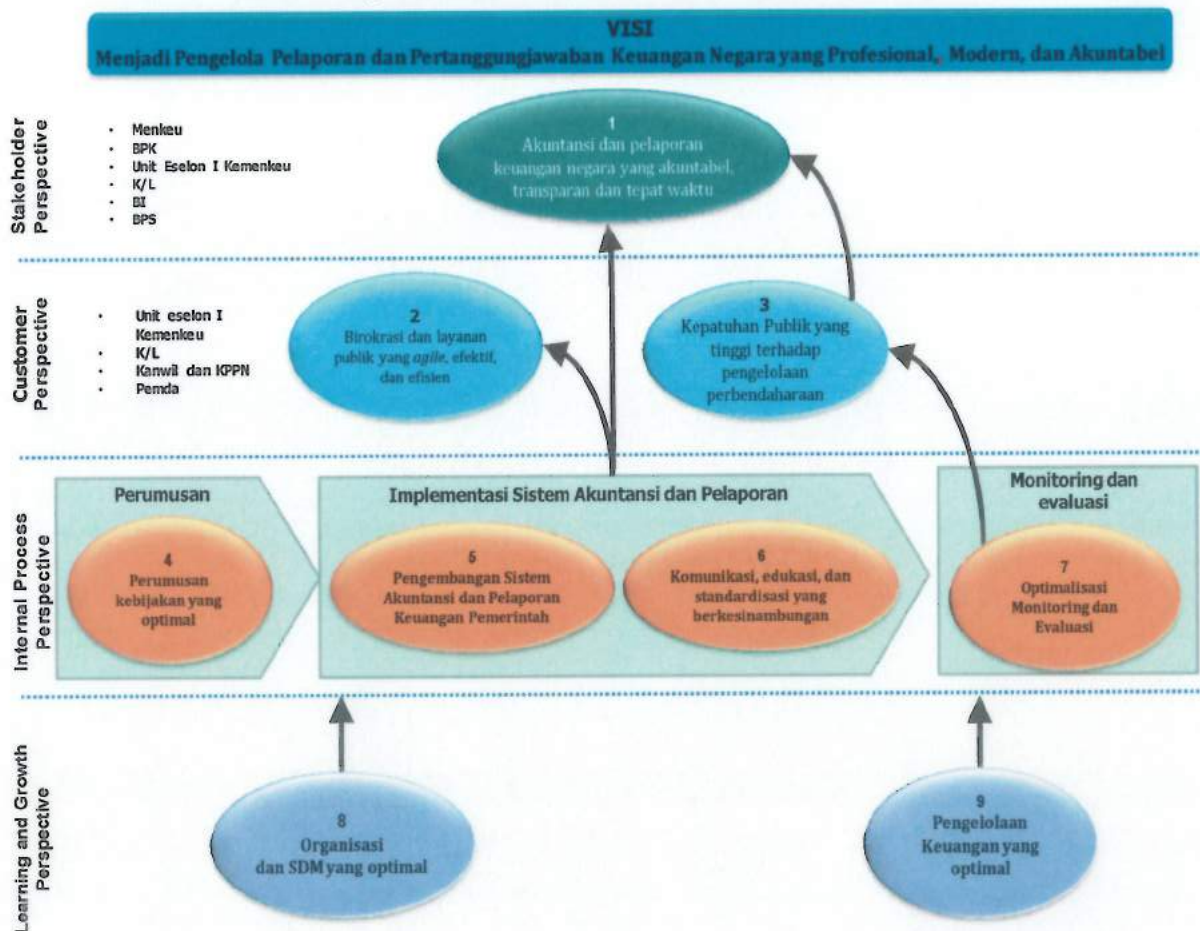 VISI
Menjadi Pengelola Pelaporan dan Pertanggungjawaban Keuangan Negara yang Profesional, Modern, dan Akuntabel
Stakeholder
Perspective
• Menkeu
• BPK
• Unit Eselon I Kemenkeu
• K/L
• BI
• BPS
1
Akuntansi dan pelaporan
keuangan negara yang akuntabel,
transparan dan tepat waktu
Customer
Perspective
• Unit eselon I
Kemenkeu
• K/L
• Kanwil dan KPPN
• Pemda
2
Birokrasi dan layanan
publik yang agile, efektif,
dan efisien
3
Kepatuhan Publik yang
tinggi terhadap
pengelolaan
perbendaharaan
Internal Process
Perspective
Perumusan
4
Perumusan
kebijakan yang
optimal
Implementasi Sistem Akuntansi dan Pelaporan
5
Pengembangan Sistem
Akuntansi dan Pelaporan
Keuangan Pemerintah
6
Komunikasi, edukasi, dan
standardisasi yang
berkesinambungan
Monitoring dan
evaluasi
7
Optimalisasi
Monitoring dan
Evaluasi
Learning and Growth
Perspective
8
Organisasi
dan SDM yang optimal
9
Pengelolaan
Keuangan yang
optimal